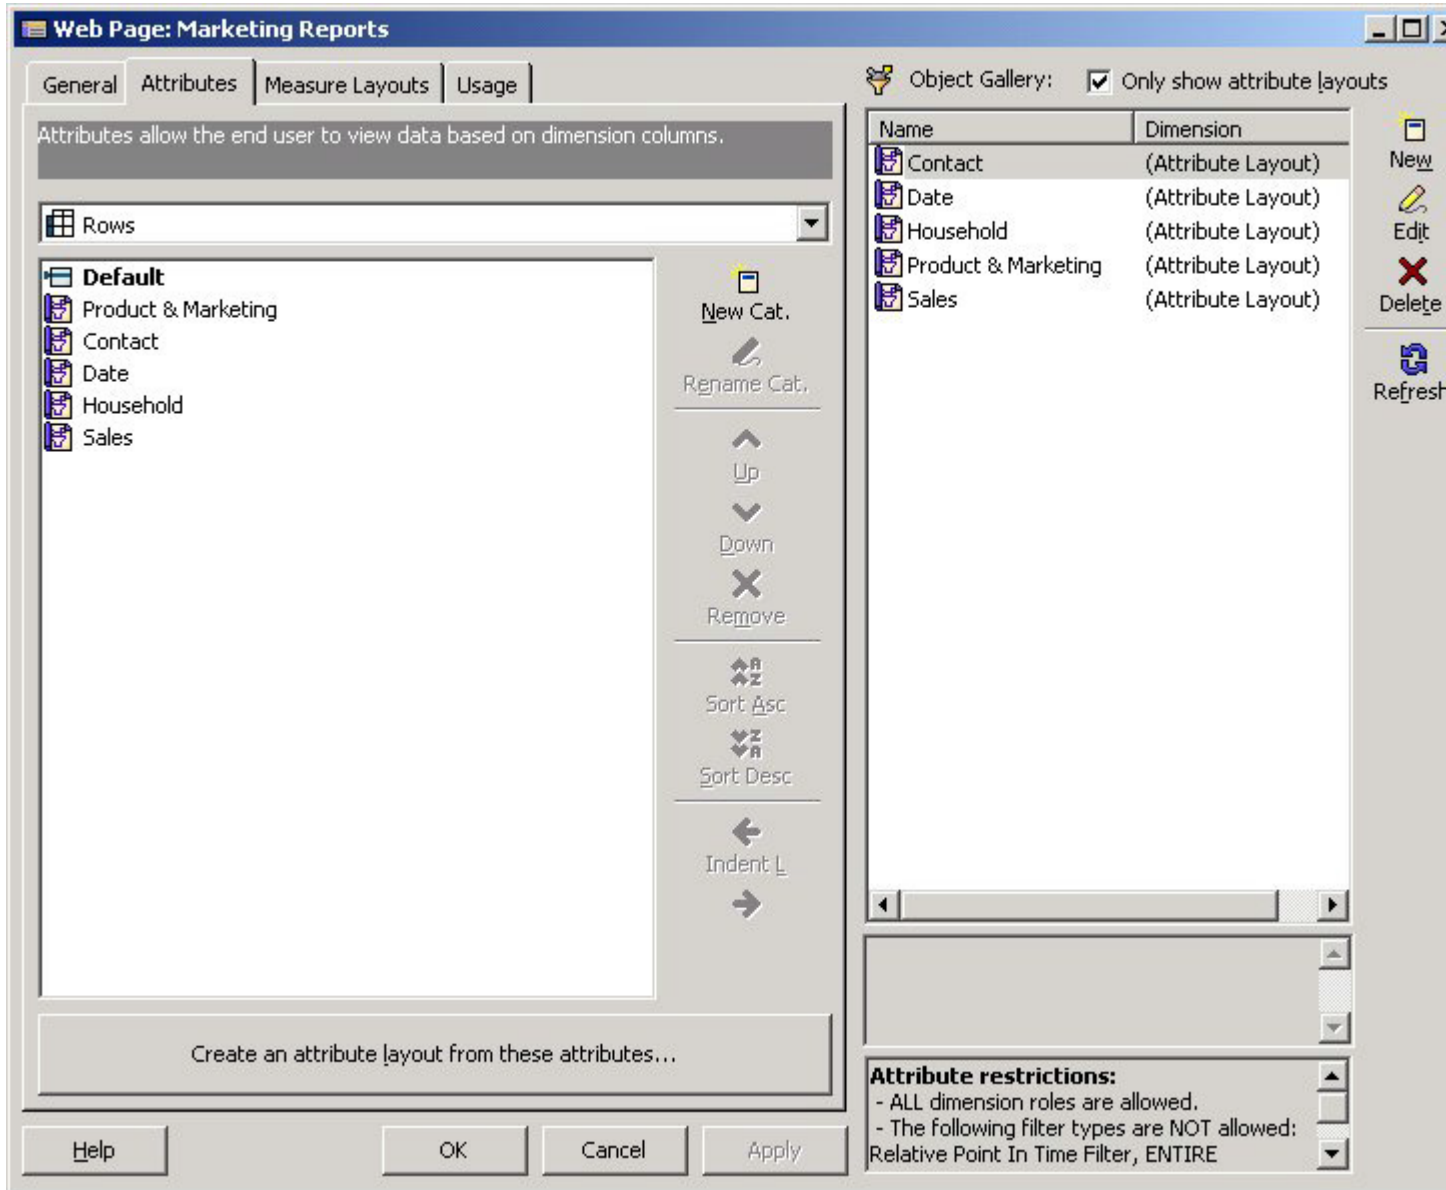 Web Page: Marketing Reports
General
Attributes
Measure Layouts
Usage
Attributes allow the end user to view data based on dimension columns.
Rows
Default
Product & Marketing
Contact
Date
Household
Sales
New Cat.
Rename Cat.
Up
Down
Remove
Sort Asc
Sort Desc
Indent L
Create an attribute layout from these attributes...
Help
OK
Cancel
Apply
Object Gallery:
Only show attribute layouts
Name Dimension
Contact (Attribute Layout)
Date (Attribute Layout)
Household (Attribute Layout)
Product & Marketing (Attribute Layout)
Sales (Attribute Layout)
New
Edit
Delete
Refresh
Attribute restrictions:
- ALL dimension roles are allowed.
- The following filter types are NOT allowed:
Relative Point In Time Filter, ENTIRE